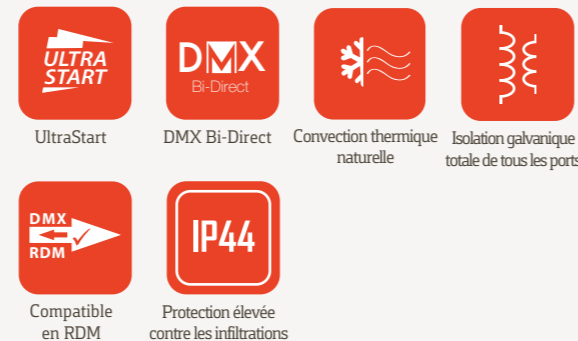 ULTRA
START
DMX
Bi-Direct
UltraStart
DMX Bi-Direct
Convection thermique
naturelle
Isolation galvanique
totale de tous les ports
DMX
RDM
IP44
Compatible
en RDM
Protection élevée
contre les infiltrations